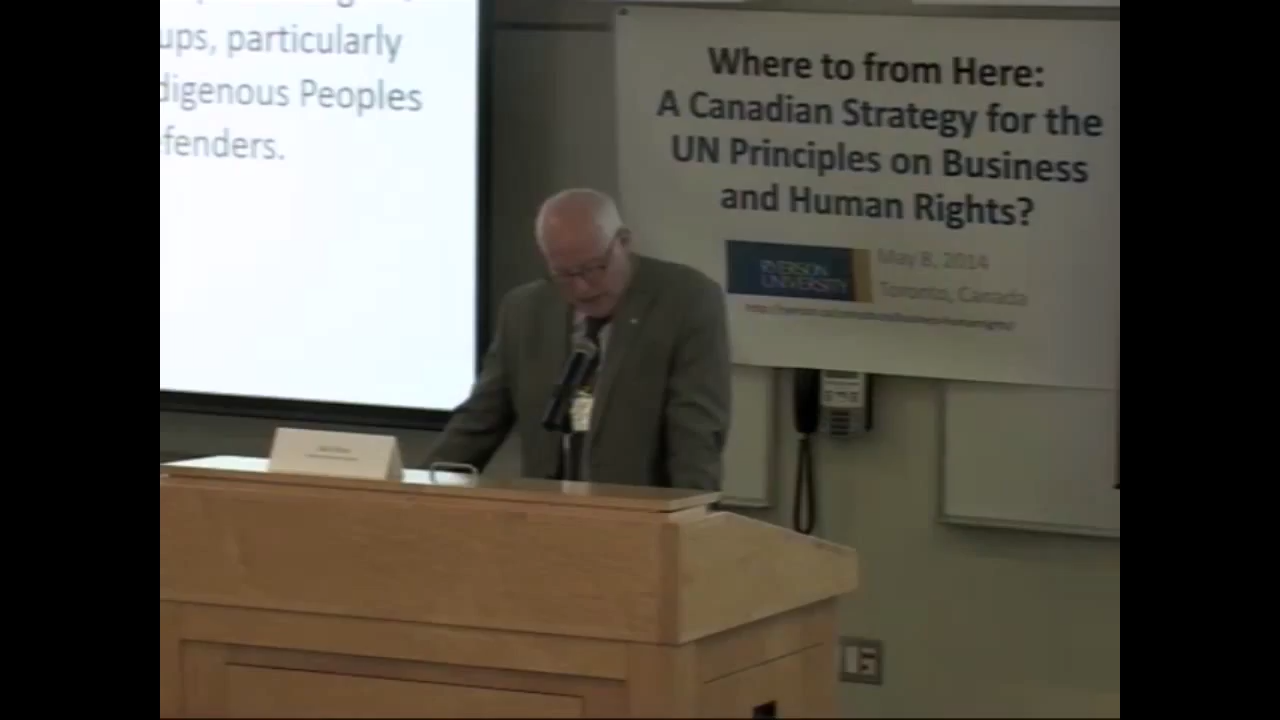 ups, particularly
digenous Peoples
fenders.
Where to from Here:
A Canadian Strategy for the
UN Principles on Business
and Human Rights?
RYERSON
UNIVERSITY
May 8, 2014
Toronto, Canada